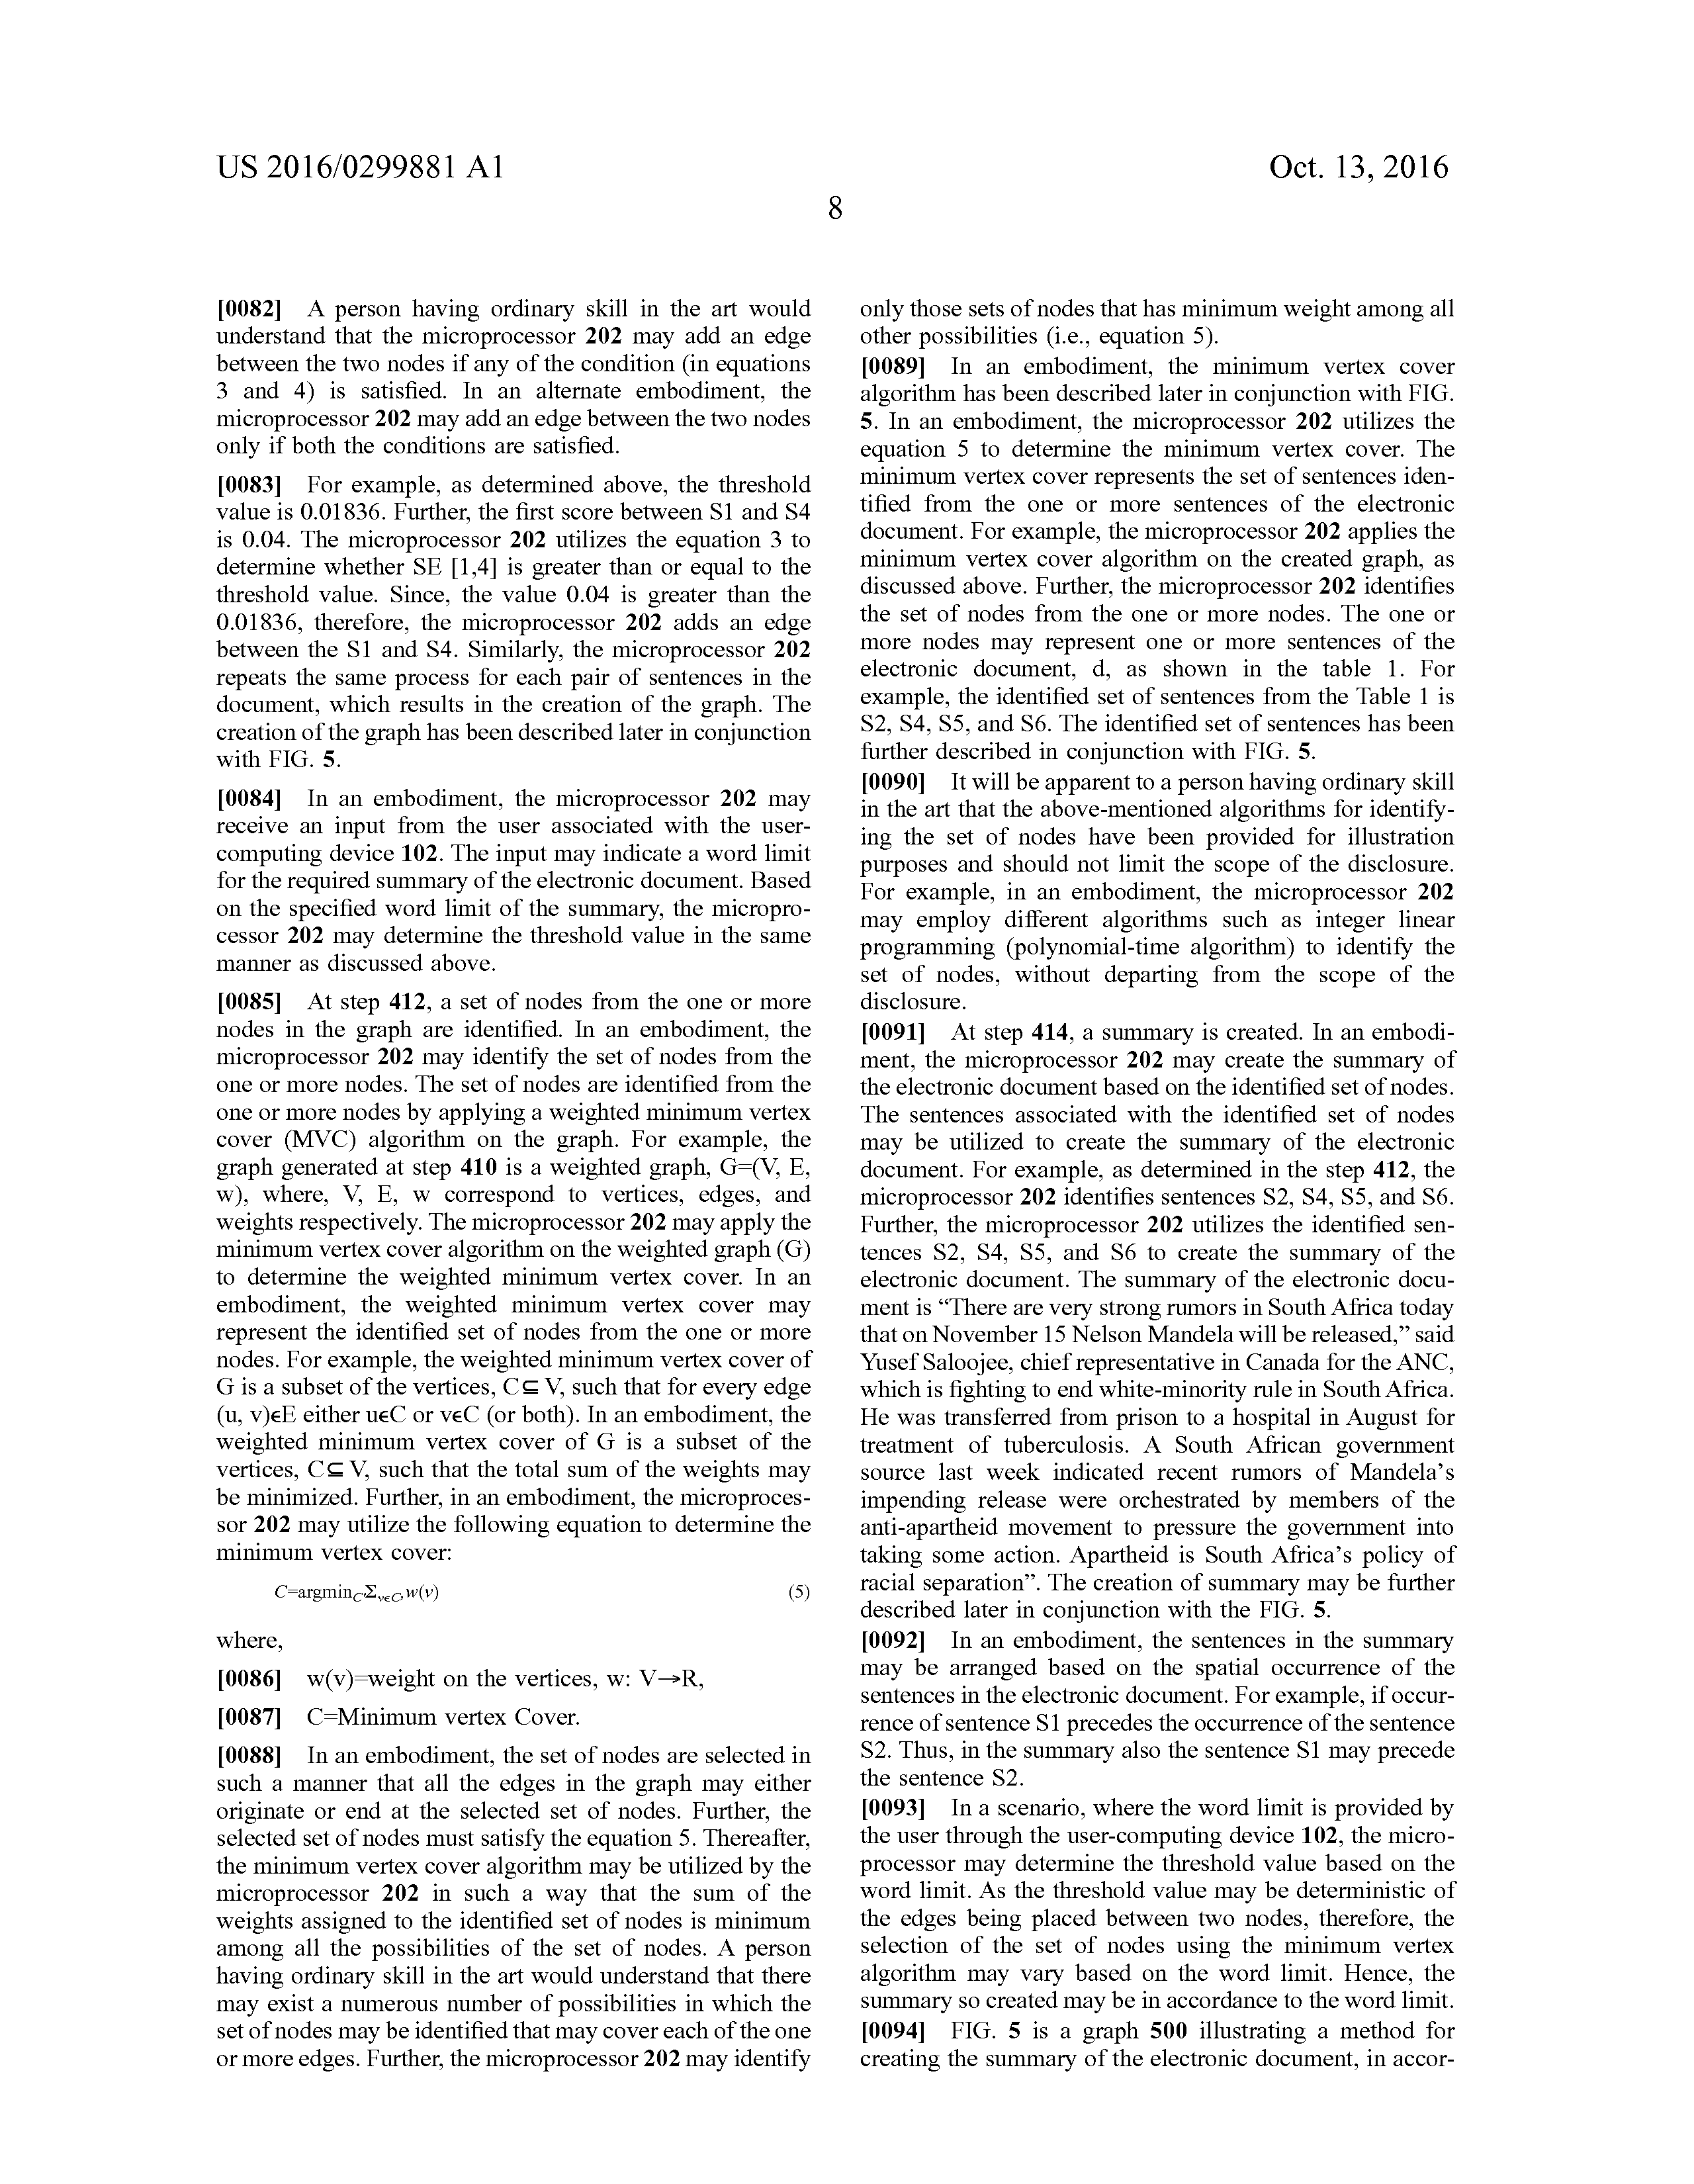 US 2016/0299881 A1
Oct. 13, 2016
8
[0082] A person having ordinary skill in the art would
understand that the microprocessor 202 may add an edge
between the two nodes if any of the condition (in equations
3 and 4) is satisfied. In an alternate embodiment, the
microprocessor 202 may add an edge between the two nodes
only if both the conditions are satisfied.
[0083] For example, as determined above, the threshold
value is 0.01836. Further, the first score between S1 and S4
is 0.04. The microprocessor 202 utilizes the equation 3 to
determine whether SE [1,4] is greater than or equal to the
threshold value. Since, the value 0.04 is greater than the
0.01836, therefore, the microprocessor 202 adds an edge
between the S1 and S4. Similarly, the microprocessor 202
repeats the same process for each pair of sentences in the
document, which results in the creation of the graph. The
creation of the graph has been described later in conjunction
with FIG. 5.
[0084] In an embodiment, the microprocessor 202 may
receive an input from the user associated with the user-
computing device 102. The input may indicate a word limit
for the required summary of the electronic document. Based
on the specified word limit of the summary, the micropro-
cessor 202 may determine the threshold value in the same
manner as discussed above.
[0085] At step 412, a set of nodes from the one or more
nodes in the graph are identified. In an embodiment, the
microprocessor 202 may identify the set of nodes from the
one or more nodes. The set of nodes are identified from the
one or more nodes by applying a weighted minimum vertex
cover (MVC) algorithm on the graph. For example, the
graph generated at step 410 is a weighted graph, G=(V, E,
w), where, V, E, w correspond to vertices, edges, and
weights respectively. The microprocessor 202 may apply the
minimum vertex cover algorithm on the weighted graph (G)
to determine the weighted minimum vertex cover. In an
embodiment, the weighted minimum vertex cover may
represent the identified set of nodes from the one or more
nodes. For example, the weighted minimum vertex cover of
G is a subset of the vertices, C⊆V, such that for every edge
(u, v)ϵE either uϵC or vϵC (or both). In an embodiment, the
weighted minimum vertex cover of G is a subset of the
vertices, C⊆V, such that the total sum of the weights may
be minimized. Further, in an embodiment, the microproces-
sor 202 may utilize the following equation to determine the
minimum vertex cover:
C=argmin_C Σ_{vϵC} w(v) (5)
where,
[0086] w(v)=weight on the vertices, w: V→R,
[0087] C=Minimum vertex Cover.
[0088] In an embodiment, the set of nodes are selected in
such a manner that all the edges in the graph may either
originate or end at the selected set of nodes. Further, the
selected set of nodes must satisfy the equation 5. Thereafter,
the minimum vertex cover algorithm may be utilized by the
microprocessor 202 in such a way that the sum of the
weights assigned to the identified set of nodes is minimum
among all the possibilities of the set of nodes. A person
having ordinary skill in the art would understand that there
may exist a numerous number of possibilities in which the
set of nodes may be identified that may cover each of the one
or more edges. Further, the microprocessor 202 may identify
only those sets of nodes that has minimum weight among all
other possibilities (i.e., equation 5).
[0089] In an embodiment, the minimum vertex cover
algorithm has been described later in conjunction with FIG.
5. In an embodiment, the microprocessor 202 utilizes the
equation 5 to determine the minimum vertex cover. The
minimum vertex cover represents the set of sentences iden-
tified from the one or more sentences of the electronic
document. For example, the microprocessor 202 applies the
minimum vertex cover algorithm on the created graph, as
discussed above. Further, the microprocessor 202 identifies
the set of nodes from the one or more nodes. The one or
more nodes may represent one or more sentences of the
electronic document, d, as shown in the table 1. For
example, the identified set of sentences from the Table 1 is
S2, S4, S5, and S6. The identified set of sentences has been
further described in conjunction with FIG. 5.
[0090] It will be apparent to a person having ordinary skill
in the art that the above-mentioned algorithms for identify-
ing the set of nodes have been provided for illustration
purposes and should not limit the scope of the disclosure.
For example, in an embodiment, the microprocessor 202
may employ different algorithms such as integer linear
programming (polynomial-time algorithm) to identify the
set of nodes, without departing from the scope of the
disclosure.
[0091] At step 414, a summary is created. In an embodi-
ment, the microprocessor 202 may create the summary of
the electronic document based on the identified set of nodes.
The sentences associated with the identified set of nodes
may be utilized to create the summary of the electronic
document. For example, as determined in the step 412, the
microprocessor 202 identifies sentences S2, S4, S5, and S6.
Further, the microprocessor 202 utilizes the identified sen-
tences S2, S4, S5, and S6 to create the summary of the
electronic document. The summary of the electronic docu-
ment is “There are very strong rumors in South Africa today
that on November 15 Nelson Mandela will be released,” said
Yusef Saloojee, chief representative in Canada for the ANC,
which is fighting to end white-minority rule in South Africa.
He was transferred from prison to a hospital in August for
treatment of tuberculosis. A South African government
source last week indicated recent rumors of Mandela’s
impending release were orchestrated by members of the
anti-apartheid movement to pressure the government into
taking some action. Apartheid is South Africa’s policy of
racial separation”. The creation of summary may be further
described later in conjunction with the FIG. 5.
[0092] In an embodiment, the sentences in the summary
may be arranged based on the spatial occurrence of the
sentences in the electronic document. For example, if occur-
rence of sentence S1 precedes the occurrence of the sentence
S2. Thus, in the summary also the sentence S1 may precede
the sentence S2.
[0093] In a scenario, where the word limit is provided by
the user through the user-computing device 102, the micro-
processor may determine the threshold value based on the
word limit. As the threshold value may be deterministic of
the edges being placed between two nodes, therefore, the
selection of the set of nodes using the minimum vertex
algorithm may vary based on the word limit. Hence, the
summary so created may be in accordance to the word limit.
[0094] FIG. 5 is a graph 500 illustrating a method for
creating the summary of the electronic document, in accor-